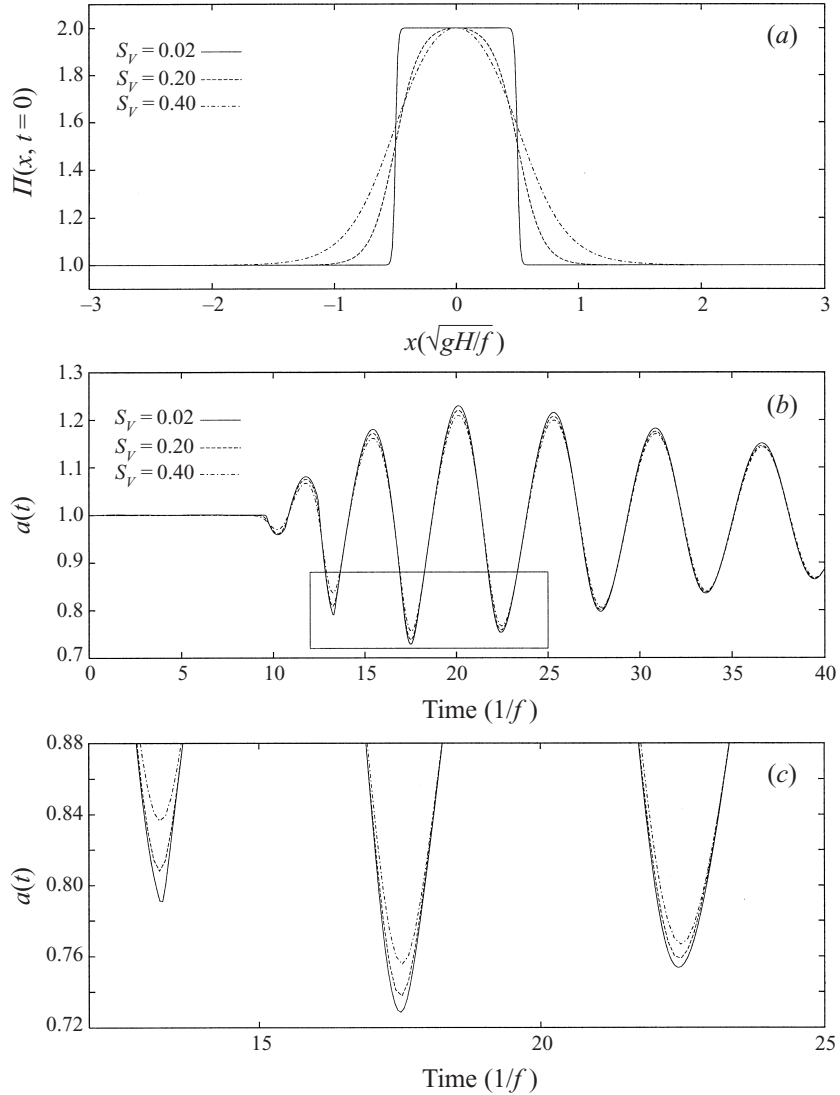 (a)
S_V = 0.02
S_V = 0.20
S_V = 0.40
Π(x, t = 0)
2.0
1.8
1.6
1.4
1.2
1.0
–3 –2 –1 0 1 2 3
x(√gH/f)
(b)
S_V = 0.02
S_V = 0.20
S_V = 0.40
a(t)
1.3
1.2
1.1
1.0
0.9
0.8
0.7
0 5 10 15 20 25 30 35 40
Time (1/f)
(c)
a(t)
0.88
0.84
0.80
0.76
0.72
15 20 25
Time (1/f)